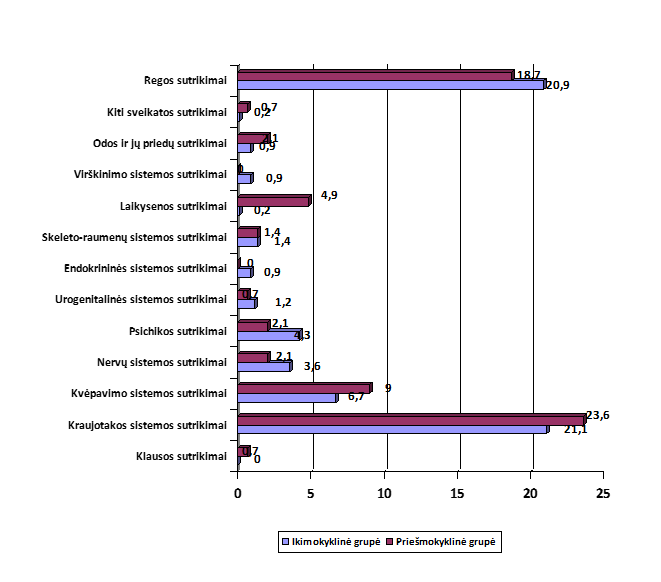 Regos sutrikimai
18,7
20,9
Kiti sveikatos sutrikimai
0,7
0,2
Odos ir jų priedų sutrikimai
2,1
0,9
Virškinimo sistemos sutrikimai
0,9
Laikysenos sutrikimai
4,9
0,2
Skeleto-raumenų sistemos sutrikimai
1,4
1,4
Endokrininės sistemos sutrikimai
0
0,9
Urogenitalinės sistemos sutrikimai
0,7
1,2
Psichikos sutrikimai
2,1
4,3
Nervų sistemos sutrikimai
2,1
3,6
Kvėpavimo sistemos sutrikimai
9
6,7
Kraujotakos sistemos sutrikimai
23,6
21,1
Klausos sutrikimai
0,7
0
0 5 10 15 20 25
Ikimokyklinė grupė Priešmokyklinė grupė